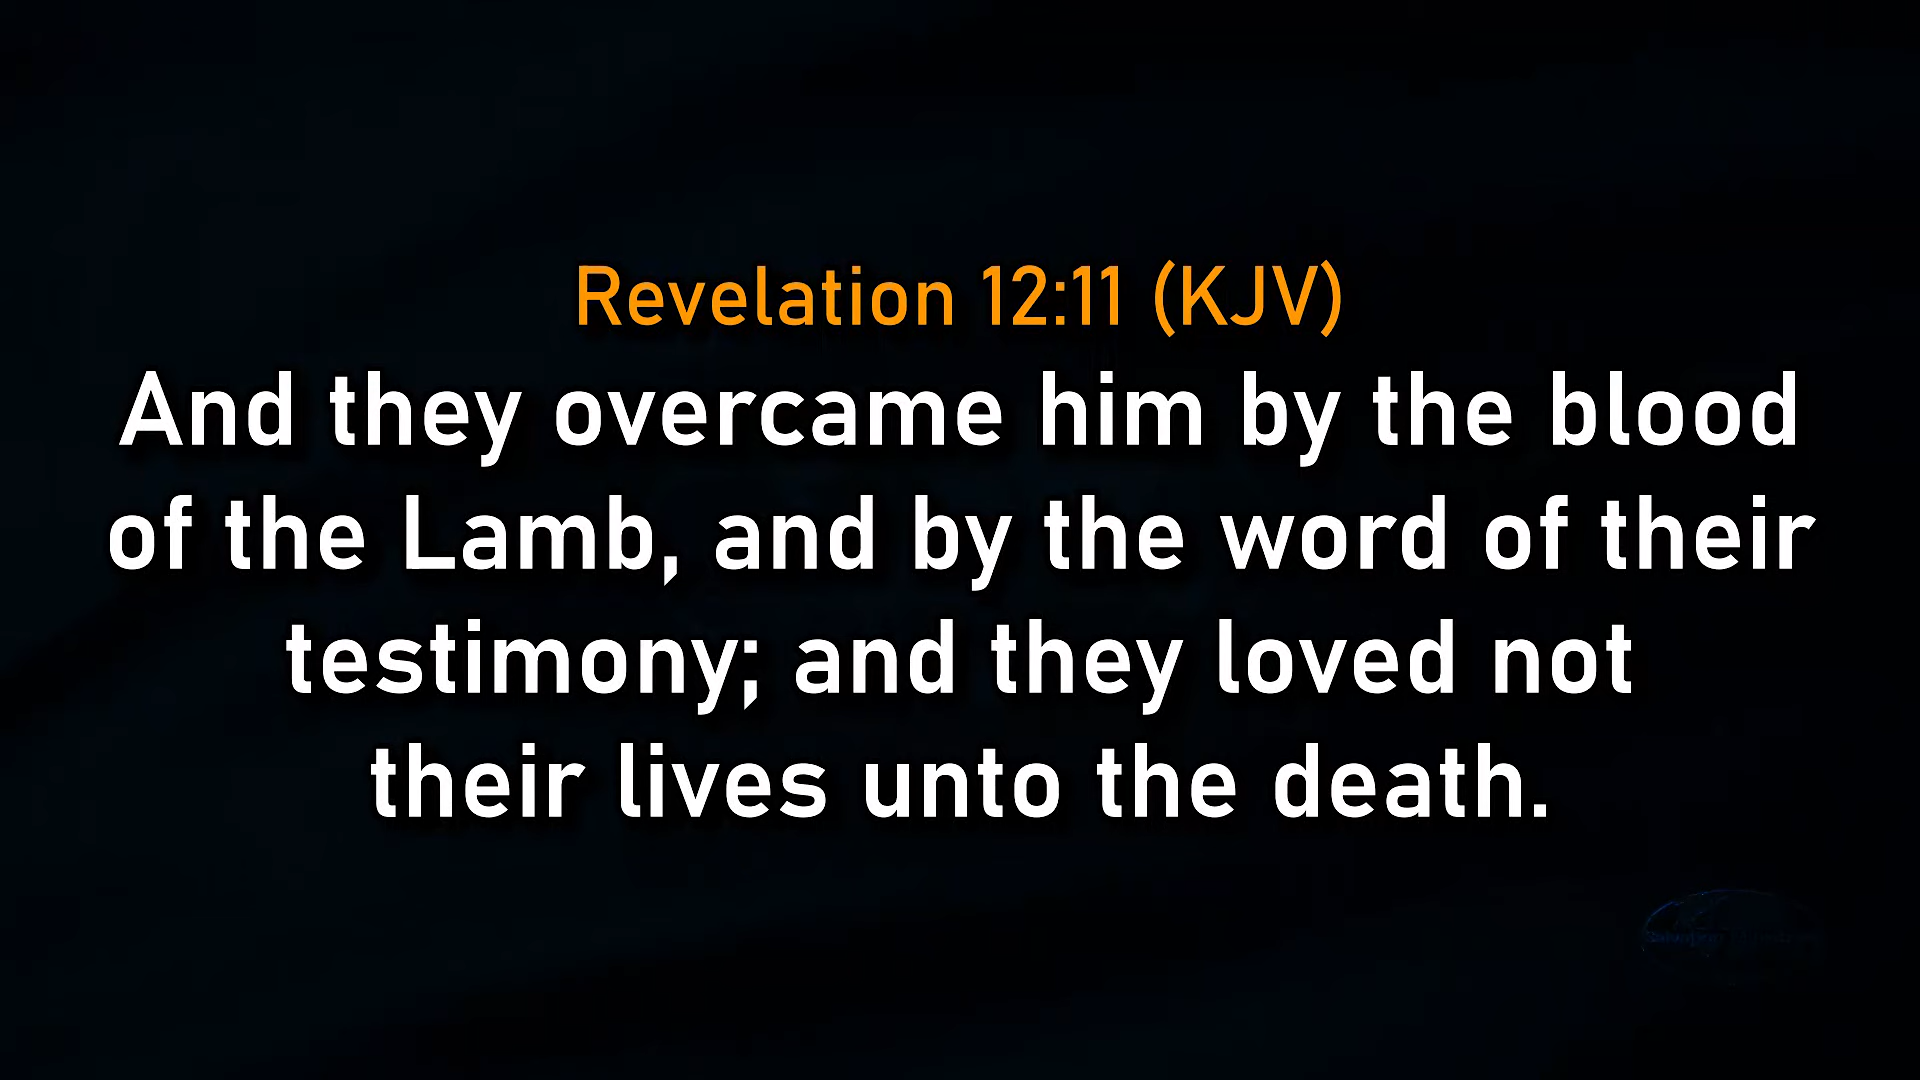 Revelation 12:11 (KJV)
And they overcame him by the blood
of the Lamb, and by the word of their
testimony; and they loved not
their lives unto the death.